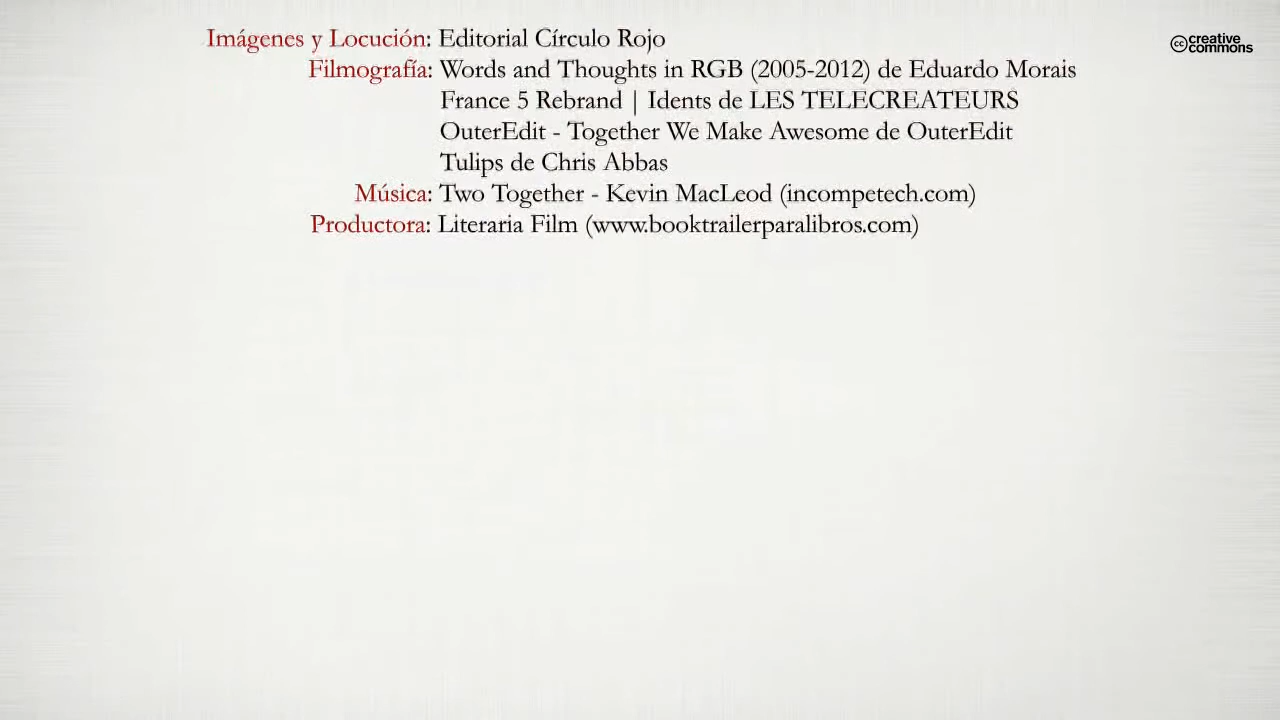 Imágenes y Locución: Editorial Círculo Rojo
Filmografía: Words and Thoughts in RGB (2005-2012) de Eduardo Morais
France 5 Rebrand | Idents de LES TELECREATEURS
OuterEdit - Together We Make Awesome de OuterEdit
Tulips de Chris Abbas
Música: Two Together - Kevin MacLeod (incompetech.com)
Productora: Literaria Film (www.booktrailerparalibros.com)
cc creative
commons